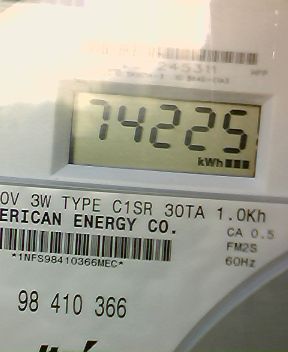 245311
74225
kWh
0V 3W TYPE C1SR 30TA 1.0Kh
ERICAN ENERGY CO.
CA 0.5
FM2S
*1NFS98410366MEC*
60Hz
98 410 366